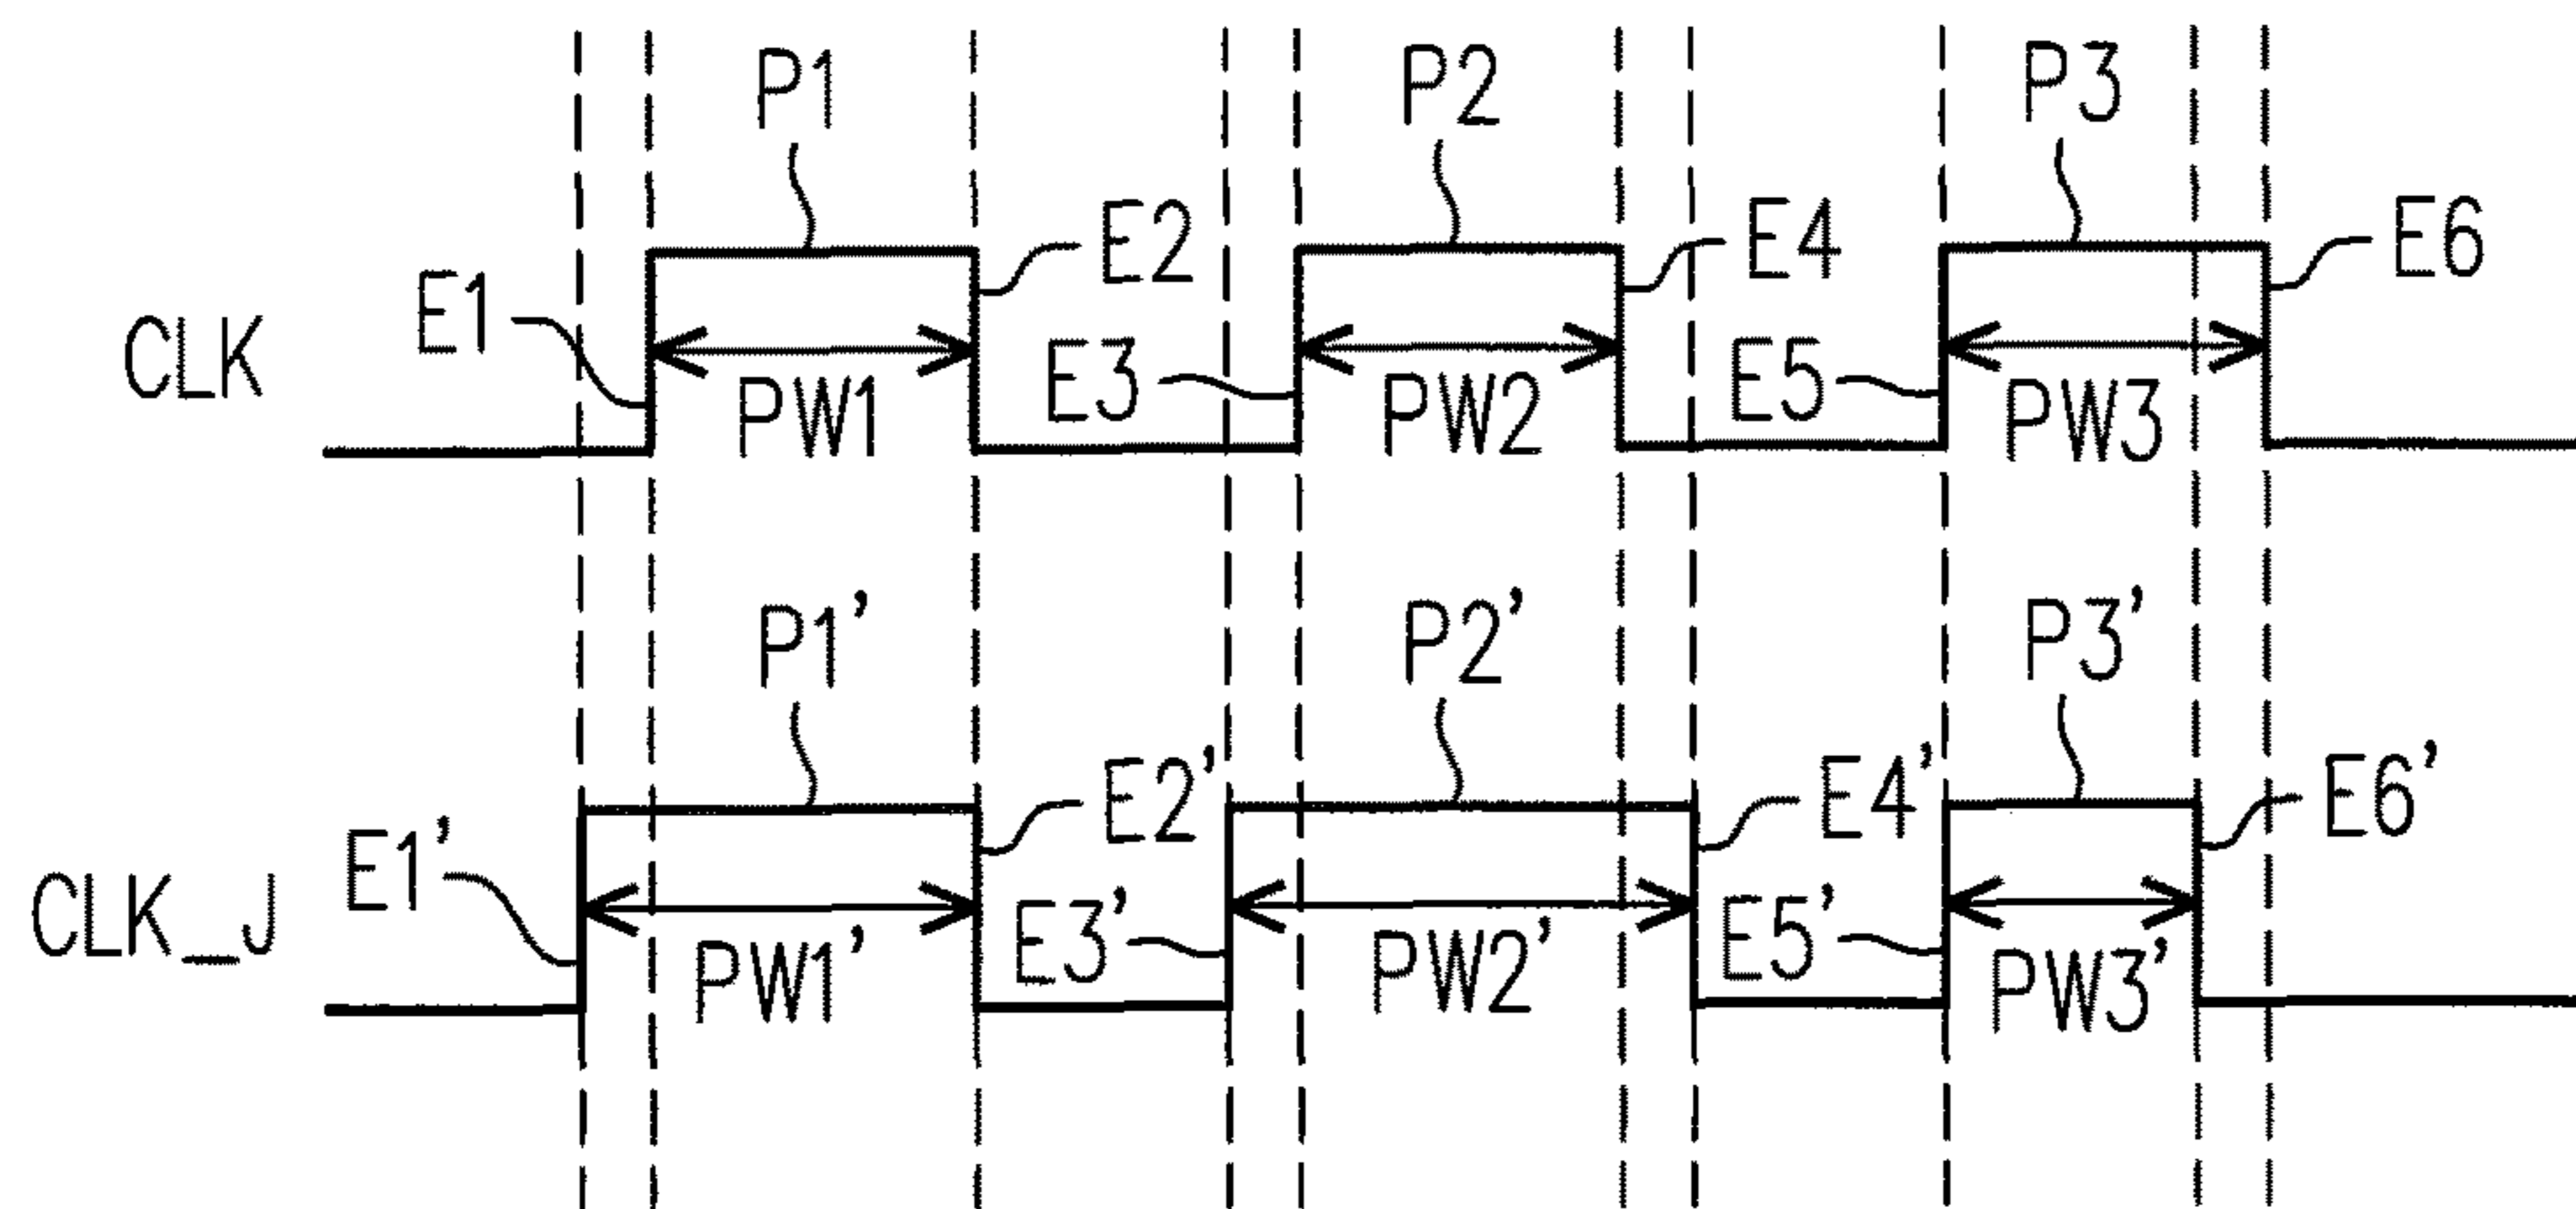 P1
P2
P3
E1
E2
E4
E6
CLK
E3
E5
PW1
PW2
PW3
P1’
P2’
P3’
E1’
E2’
E4’
E6’
CLK_J
E3’
E5’
PW1’
PW2’
PW3’